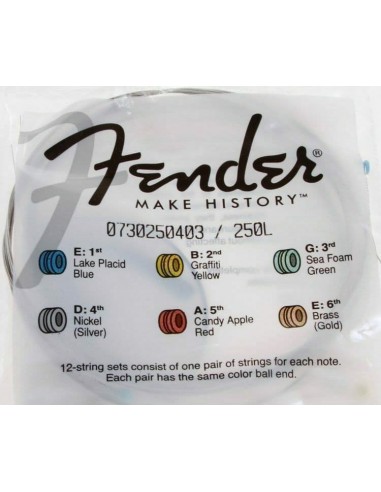 Fender®
MAKE HISTORY™
0730250403 / 250L
E: 1st
Lake Placid
Blue
B: 2nd
Graffiti
Yellow
G: 3rd
Sea Foam
Green
D: 4th
Nickel
(Silver)
A: 5th
Candy Apple
Red
E: 6th
Brass
(Gold)
12-string sets consist of one pair of strings for each note.
Each pair has the same color ball end.